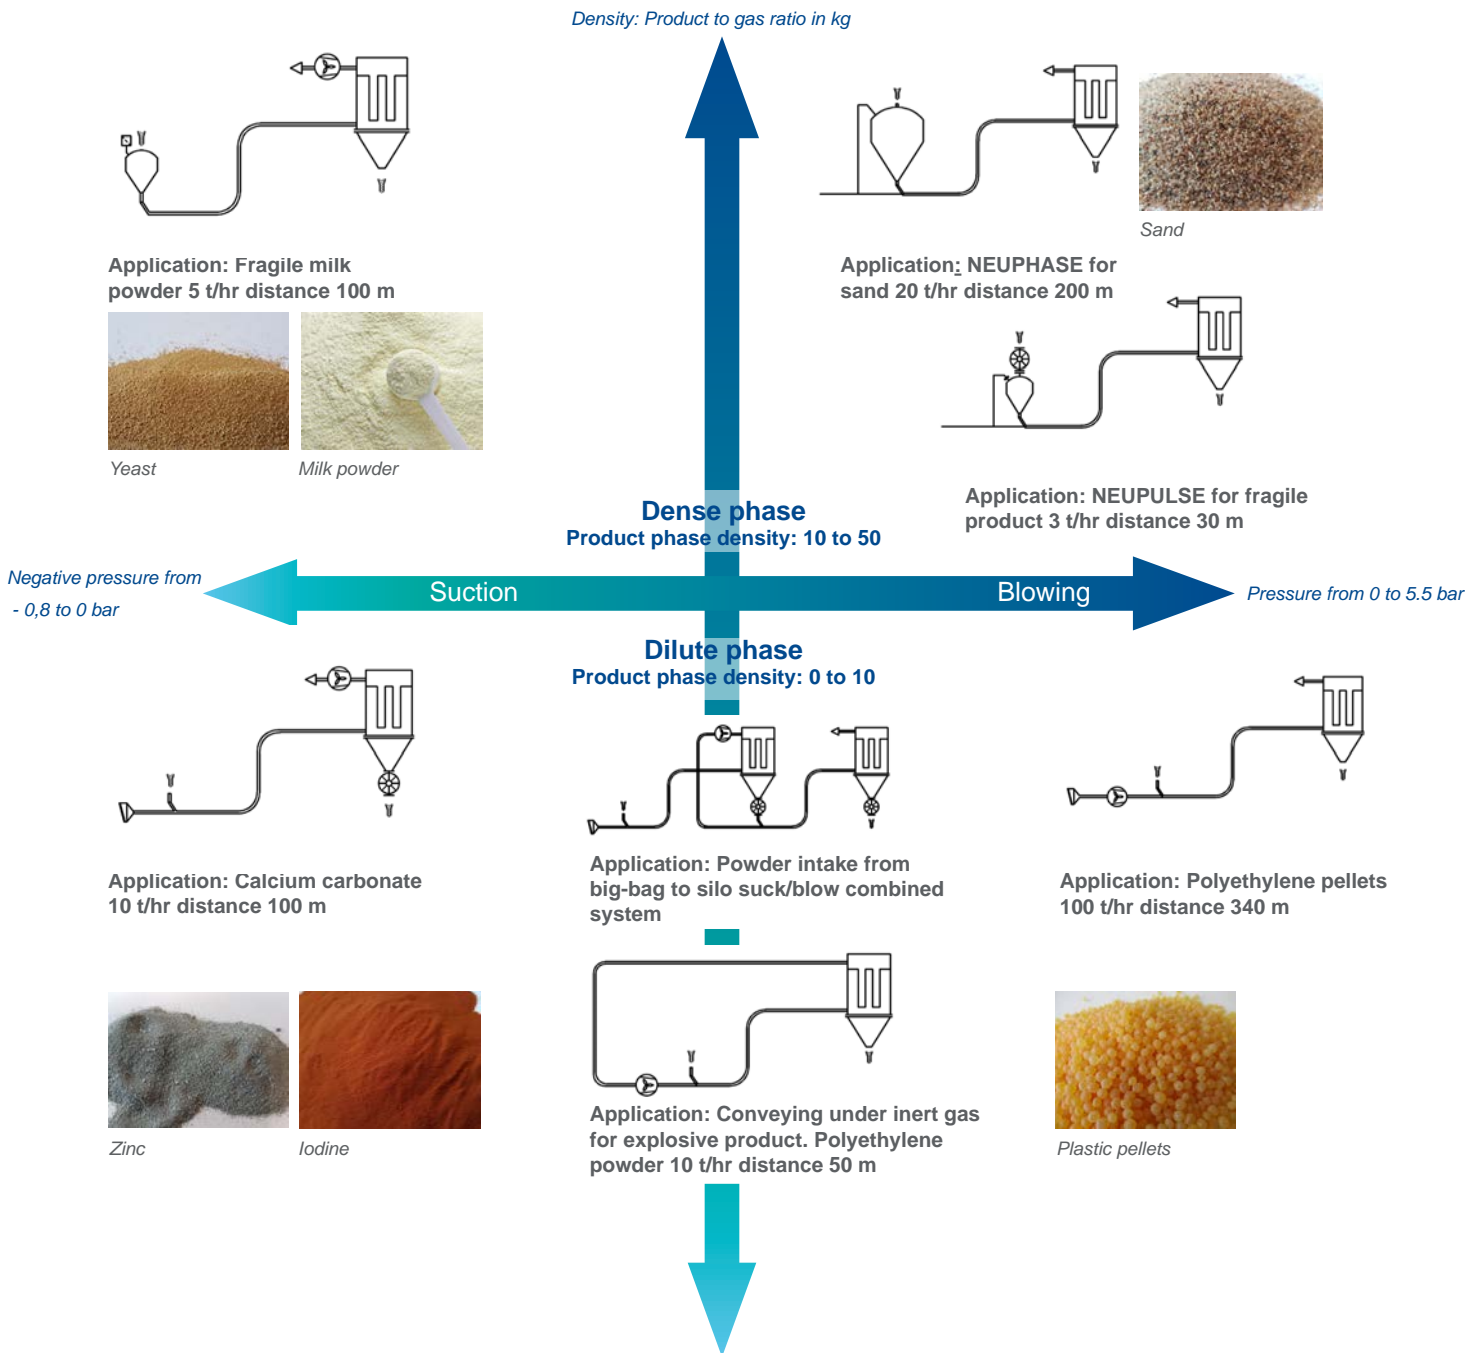 Density: Product to gas ratio in kg
Application: Fragile milk
powder 5 t/hr distance 100 m
Yeast
Milk powder
Sand
Application: NEUPHASE for
sand 20 t/hr distance 200 m
Application: NEUPULSE for fragile
product 3 t/hr distance 30 m
Dense phase
Product phase density: 10 to 50
Negative pressure from
- 0,8 to 0 bar
Suction
Blowing
Pressure from 0 to 5.5 bar
Dilute phase
Product phase density: 0 to 10
Application: Calcium carbonate
10 t/hr distance 100 m
Application: Powder intake from
big-bag to silo suck/blow combined
system
Application: Polyethylene pellets
100 t/hr distance 340 m
Zinc
Iodine
Application: Conveying under inert gas
for explosive product. Polyethylene
powder 10 t/hr distance 50 m
Plastic pellets